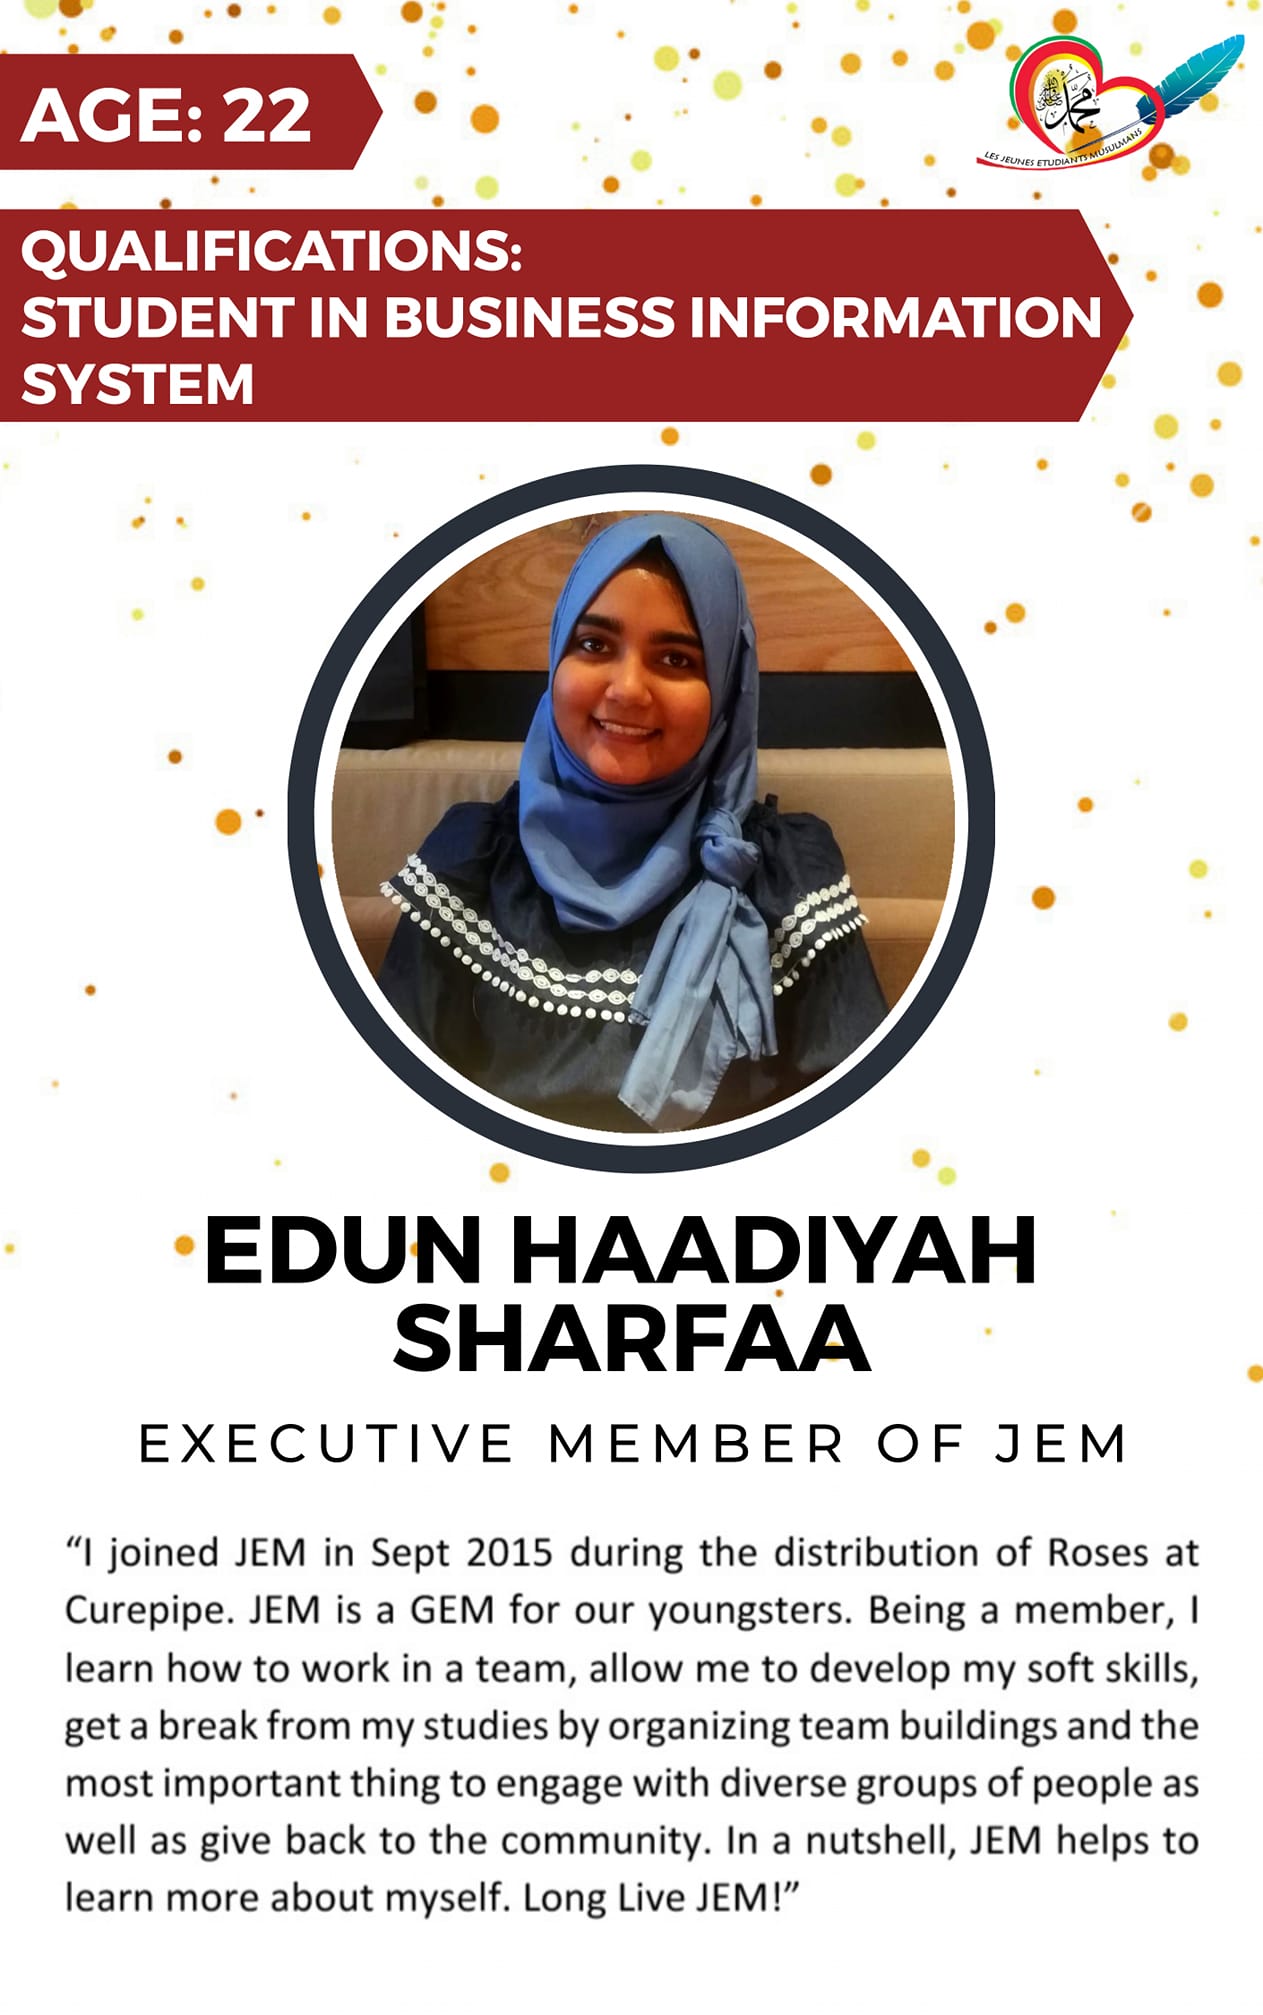 AGE: 22
LES JEUNES ETUDIANTS MUSULMANS
QUALIFICATIONS:
STUDENT IN BUSINESS INFORMATION
SYSTEM
EDUN HAADIYAH
SHARFAA
EXECUTIVE MEMBER OF JEM
“I joined JEM in Sept 2015 during the distribution of Roses at
Curepipe. JEM is a GEM for our youngsters. Being a member, I
learn how to work in a team, allow me to develop my soft skills,
get a break from my studies by organizing team buildings and the
most important thing to engage with diverse groups of people as
well as give back to the community. In a nutshell, JEM helps to
learn more about myself. Long Live JEM!”